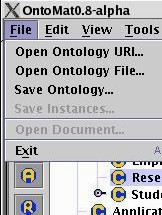 OntoMat0.8-alpha
File Edit View Tools
Open Ontology URI...
Open Ontology File...
Save Ontology...
Save Instances...
Open Document...
Exit
Rese
Stude
Applicat